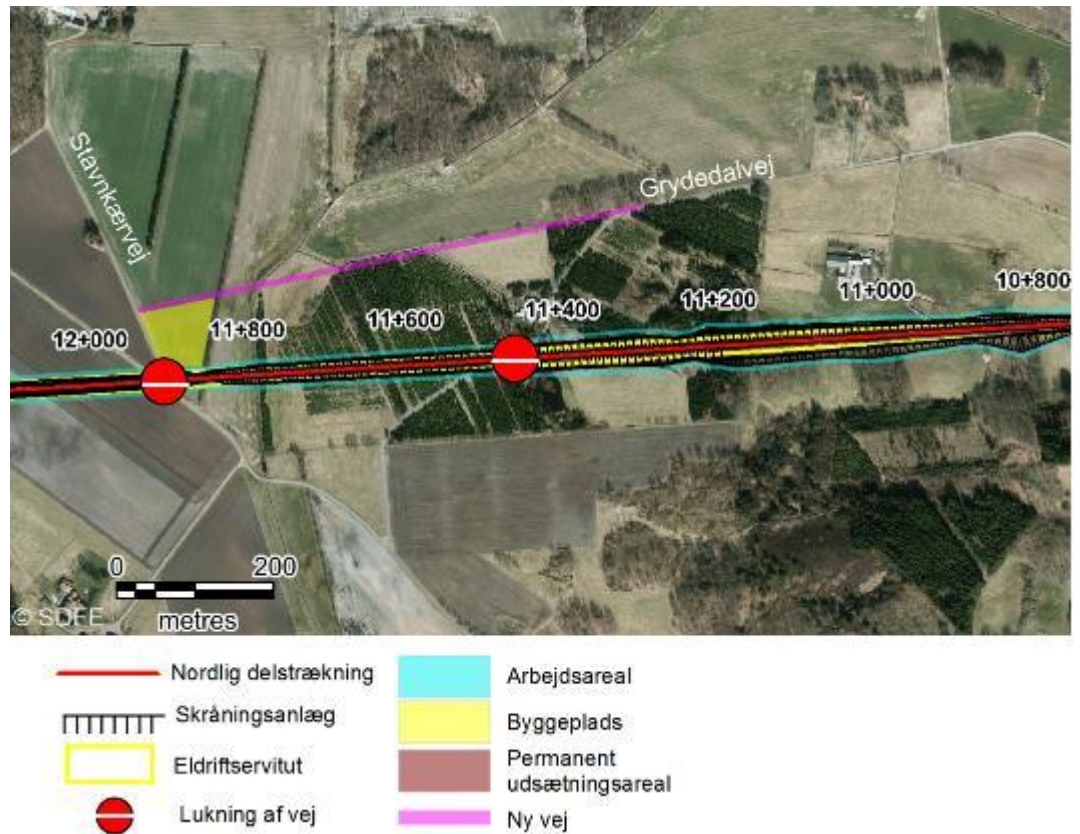 Stavnkærvej
Grydedalvej
12+000
11+800
11+600
11+400
11+200
11+000
10+800
0 200
metres
© SDFE
Nordlig delstrækning
Skråningsanlæg
Eldriftservitut
Lukning af vej
Arbejdsareal
Byggeplads
Permanent
udsætningsareal
Ny vej